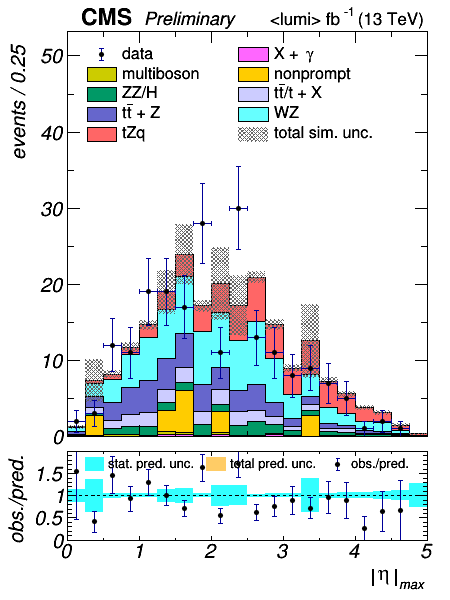 CMS Preliminary <lumi> fb⁻¹ (13 TeV)
events / 0.25
data X + γ
multiboson nonprompt
ZZ/H tt̄/t + X
tt̄ + Z WZ
tZq total sim. unc.
50
40
30
20
10
0
obs./pred.
stat. pred. unc. total pred. unc. obs./pred.
2
1.5
1
0.5
0
0 1 2 3 4 5
|η|max